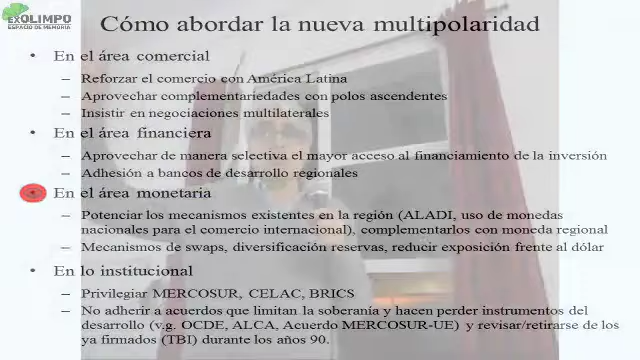 exOLIMPO
ESPACIO DE MEMORIA
Cómo abordar la nueva multipolaridad
• En el área comercial
– Reforzar el comercio con América Latina
– Aprovechar complementariedades con polos ascendentes
– Insistir en negociaciones multilaterales
• En el área financiera
– Aprovechar de manera selectiva el mayor acceso al financiamiento de la inversión
– Adhesión a bancos de desarrollo regionales
• En el área monetaria
– Potenciar los mecanismos existentes en la región (ALADI, uso de monedas
nacionales para el comercio internacional), complementarlos con moneda regional
– Mecanismos de swaps, diversificación reservas, reducir exposición frente al dólar
• En lo institucional
– Privilegiar MERCOSUR, CELAC, BRICS
– No adherir a acuerdos que limitan la soberanía y hacen perder instrumentos del
desarrollo (v.g. OCDE, ALCA, Acuerdo MERCOSUR-UE) y revisar/retirarse de los
ya firmados (TBI) durante los años 90.